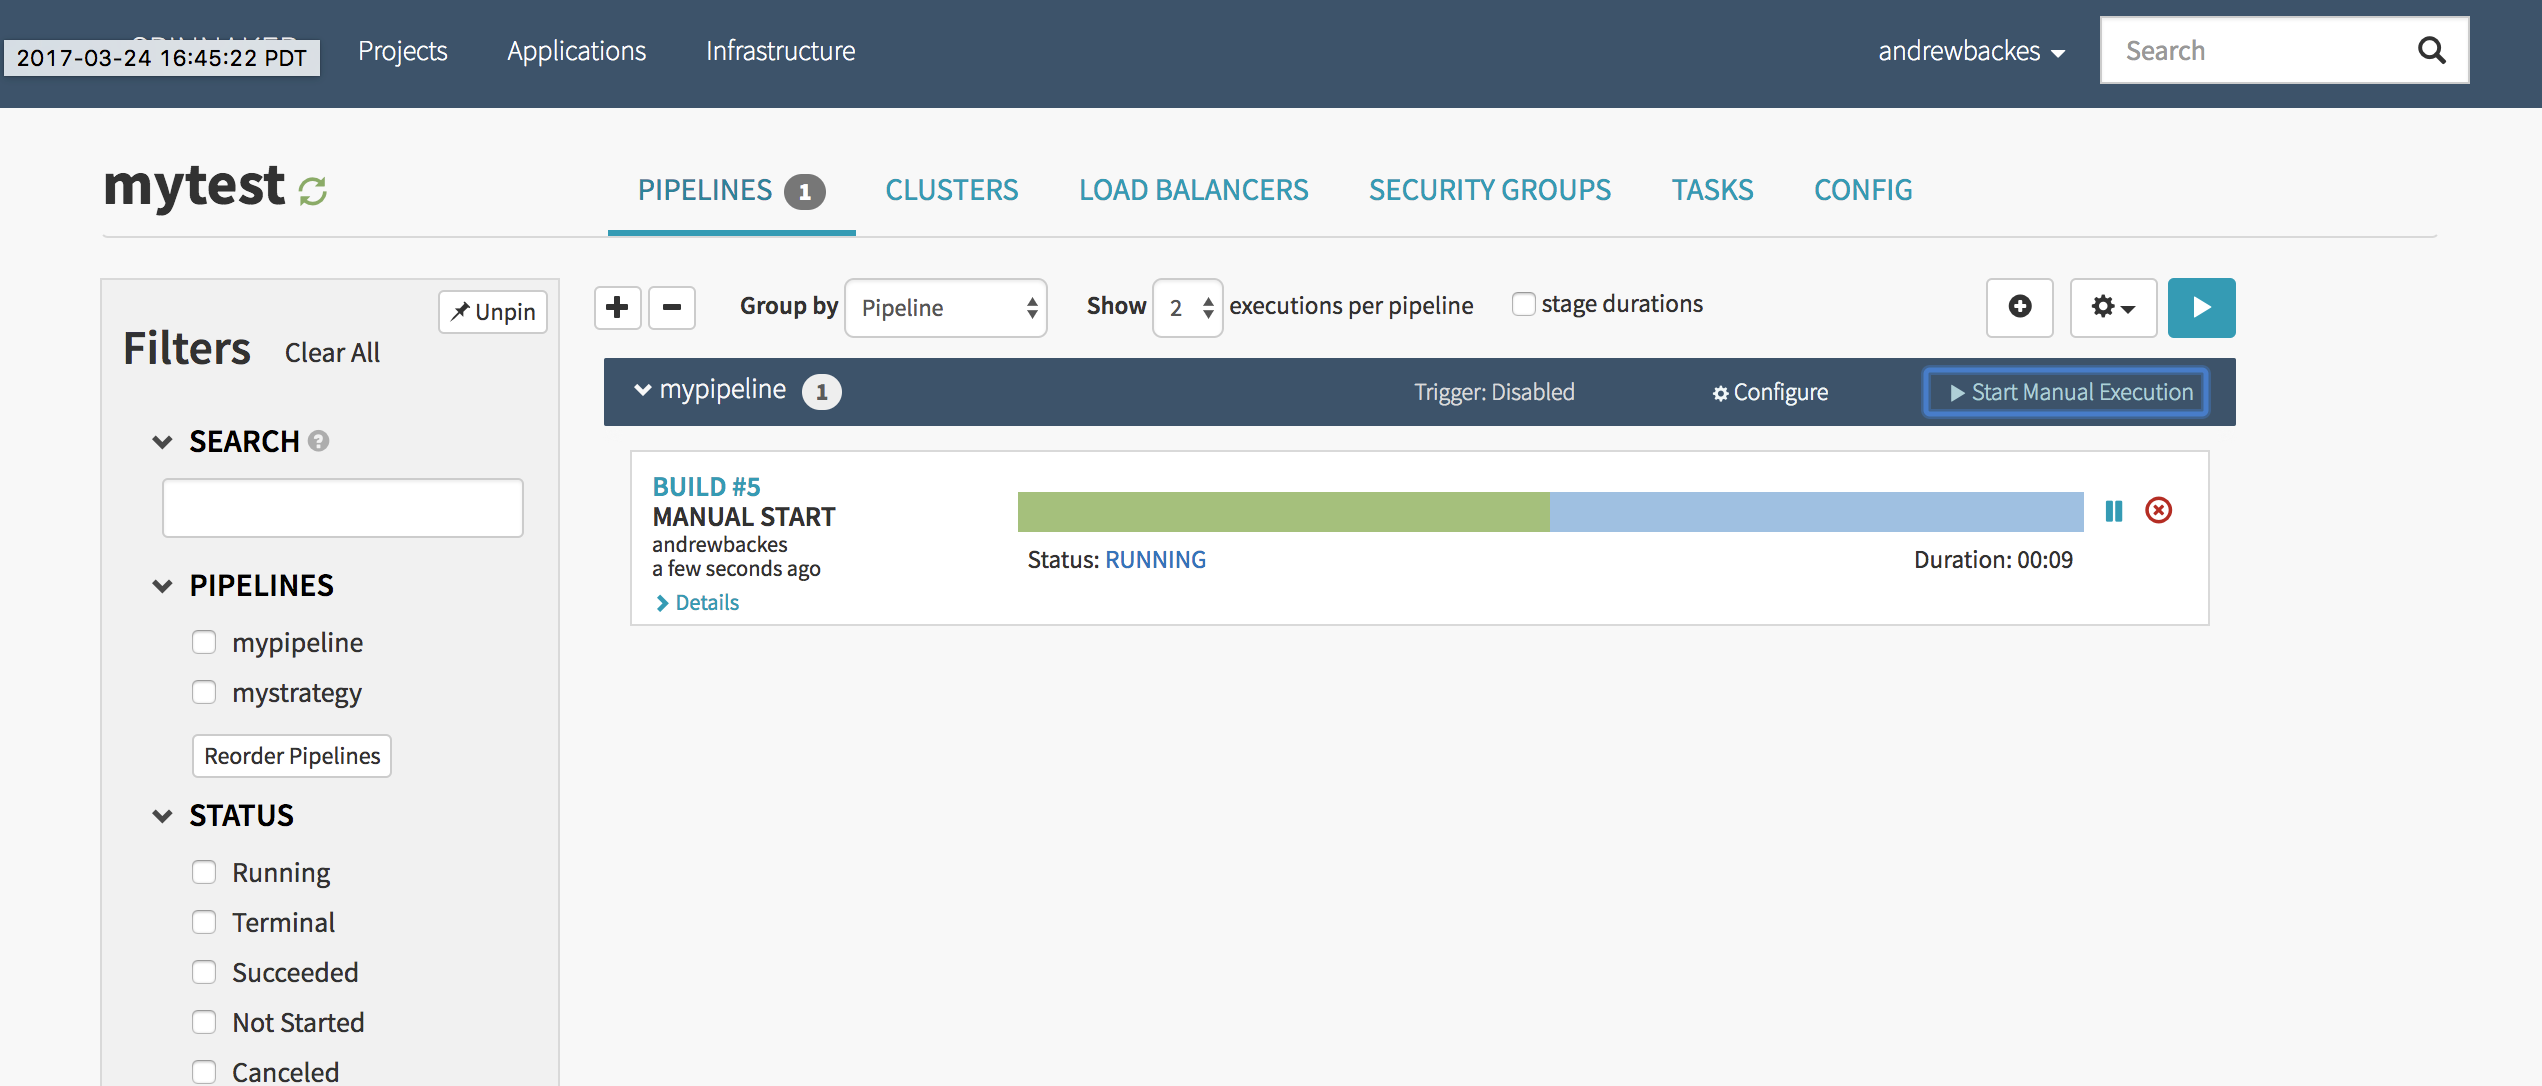 2017-03-24 16:45:22 PDT
Projects
Applications
Infrastructure
andrewbackes
Search
mytest
PIPELINES 1
CLUSTERS
LOAD BALANCERS
SECURITY GROUPS
TASKS
CONFIG
Unpin
Filters
Clear All
Group by Pipeline
Show 2 executions per pipeline
stage durations
mypipeline 1
Trigger: Disabled
Configure
Start Manual Execution
SEARCH ?
PIPELINES
mypipeline
mystrategy
Reorder Pipelines
STATUS
Running
Terminal
Succeeded
Not Started
Canceled
BUILD #5
MANUAL START
andrewbackes
a few seconds ago
Details
Status: RUNNING
Duration: 00:09